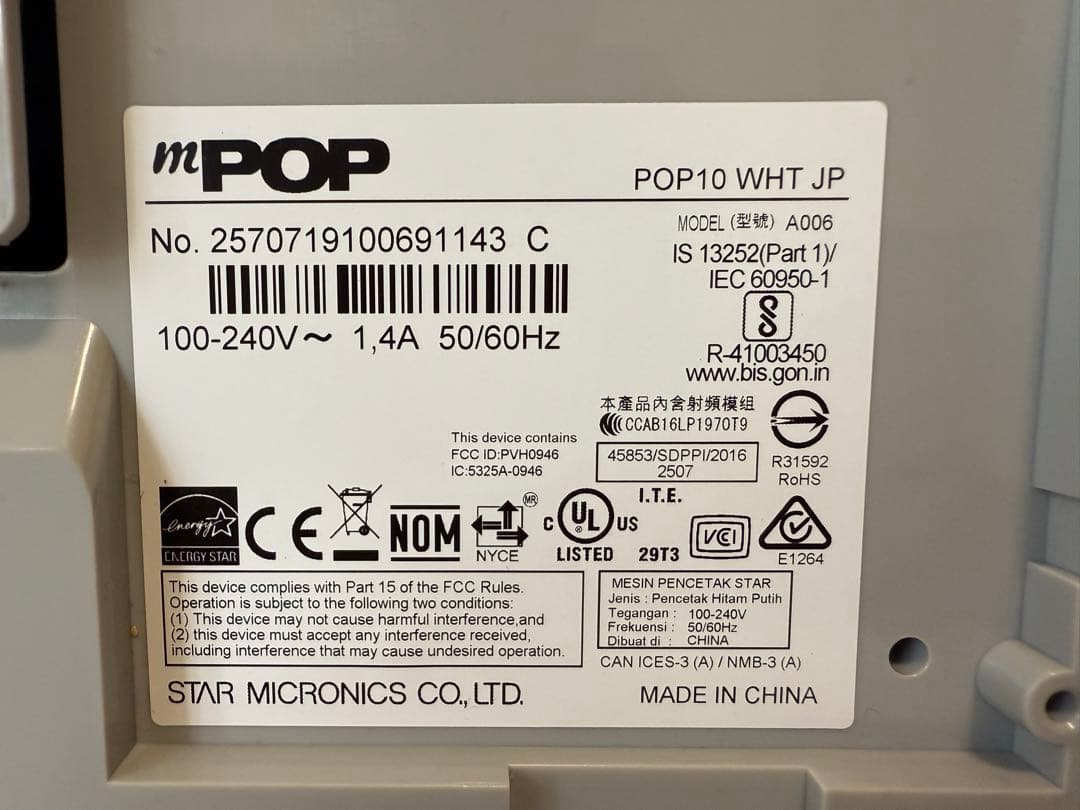 mPOP
POP10 WHT JP
No. 2570719100691143 C
MODEL (型號) A006
IS 13252(Part 1)/
IEC 60950-1
100-240V～ 1,4A 50/60Hz
R-41003450
www.bis.gon.in
本產品內含射頻模组
CCAB16LP1970T9
This device contains
FCC ID:PVH0946
IC:5325A-0946
45853/SDPPI/2016
2507
R31592
RoHS
I.T.E.
energy
ENERGY STAR
CE
NOM
MR
NYCE
C UL US
®
LISTED 29T3
VCI
E1264
This device complies with Part 15 of the FCC Rules.
Operation is subject to the following two conditions:
(1) This device may not cause harmful interference,and
(2) this device must accept any interference received,
including interference that may cause undesired operation.
MESIN PENCETAK STAR
Jenis : Pencetak Hitam Putih
Tegangan : 100-240V
Frekuensi : 50/60Hz
Dibuat di : CHINA
CAN ICES-3 (A) / NMB-3 (A)
STAR MICRONICS CO., LTD.
MADE IN CHINA